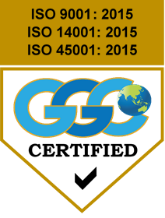 ISO 9001: 2015
ISO 14001: 2015
ISO 45001: 2015
GGC
CERTIFIED